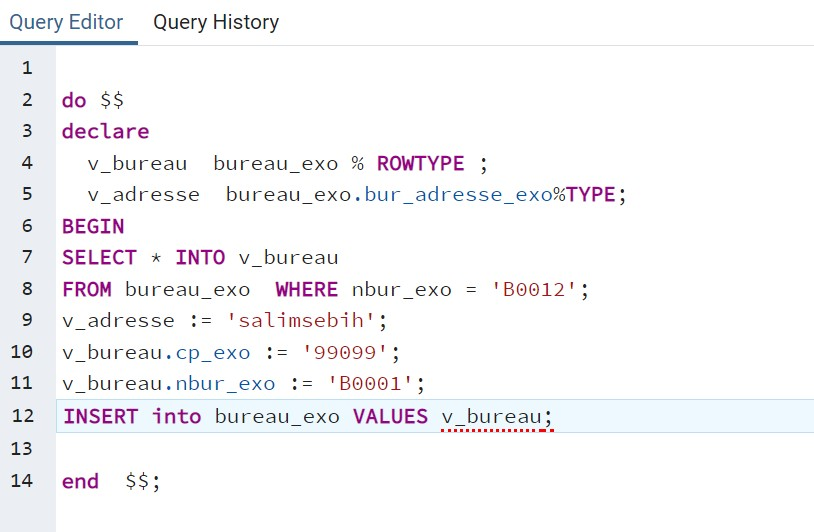 Query Editor Query History
1
2 do $$
3 declare
4 v_bureau bureau_exo % ROWTYPE ;
5 v_adresse bureau_exo.bur_adresse_exo%TYPE;
6 BEGIN
7 SELECT * INTO v_bureau
8 FROM bureau_exo WHERE nbur_exo = 'B0012';
9 v_adresse := 'salimsebih';
10 v_bureau.cp_exo := '99099';
11 v_bureau.nbur_exo := 'B0001';
12 INSERT into bureau_exo VALUES v_bureau;
13
14 end $$;